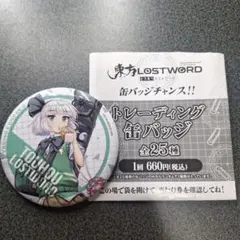 東方LOSTWORD
缶バッジチャンス!!
トレーディング
缶バッジ
全25種
1回 660円(税込)
TOUHOU
LOSTWORD